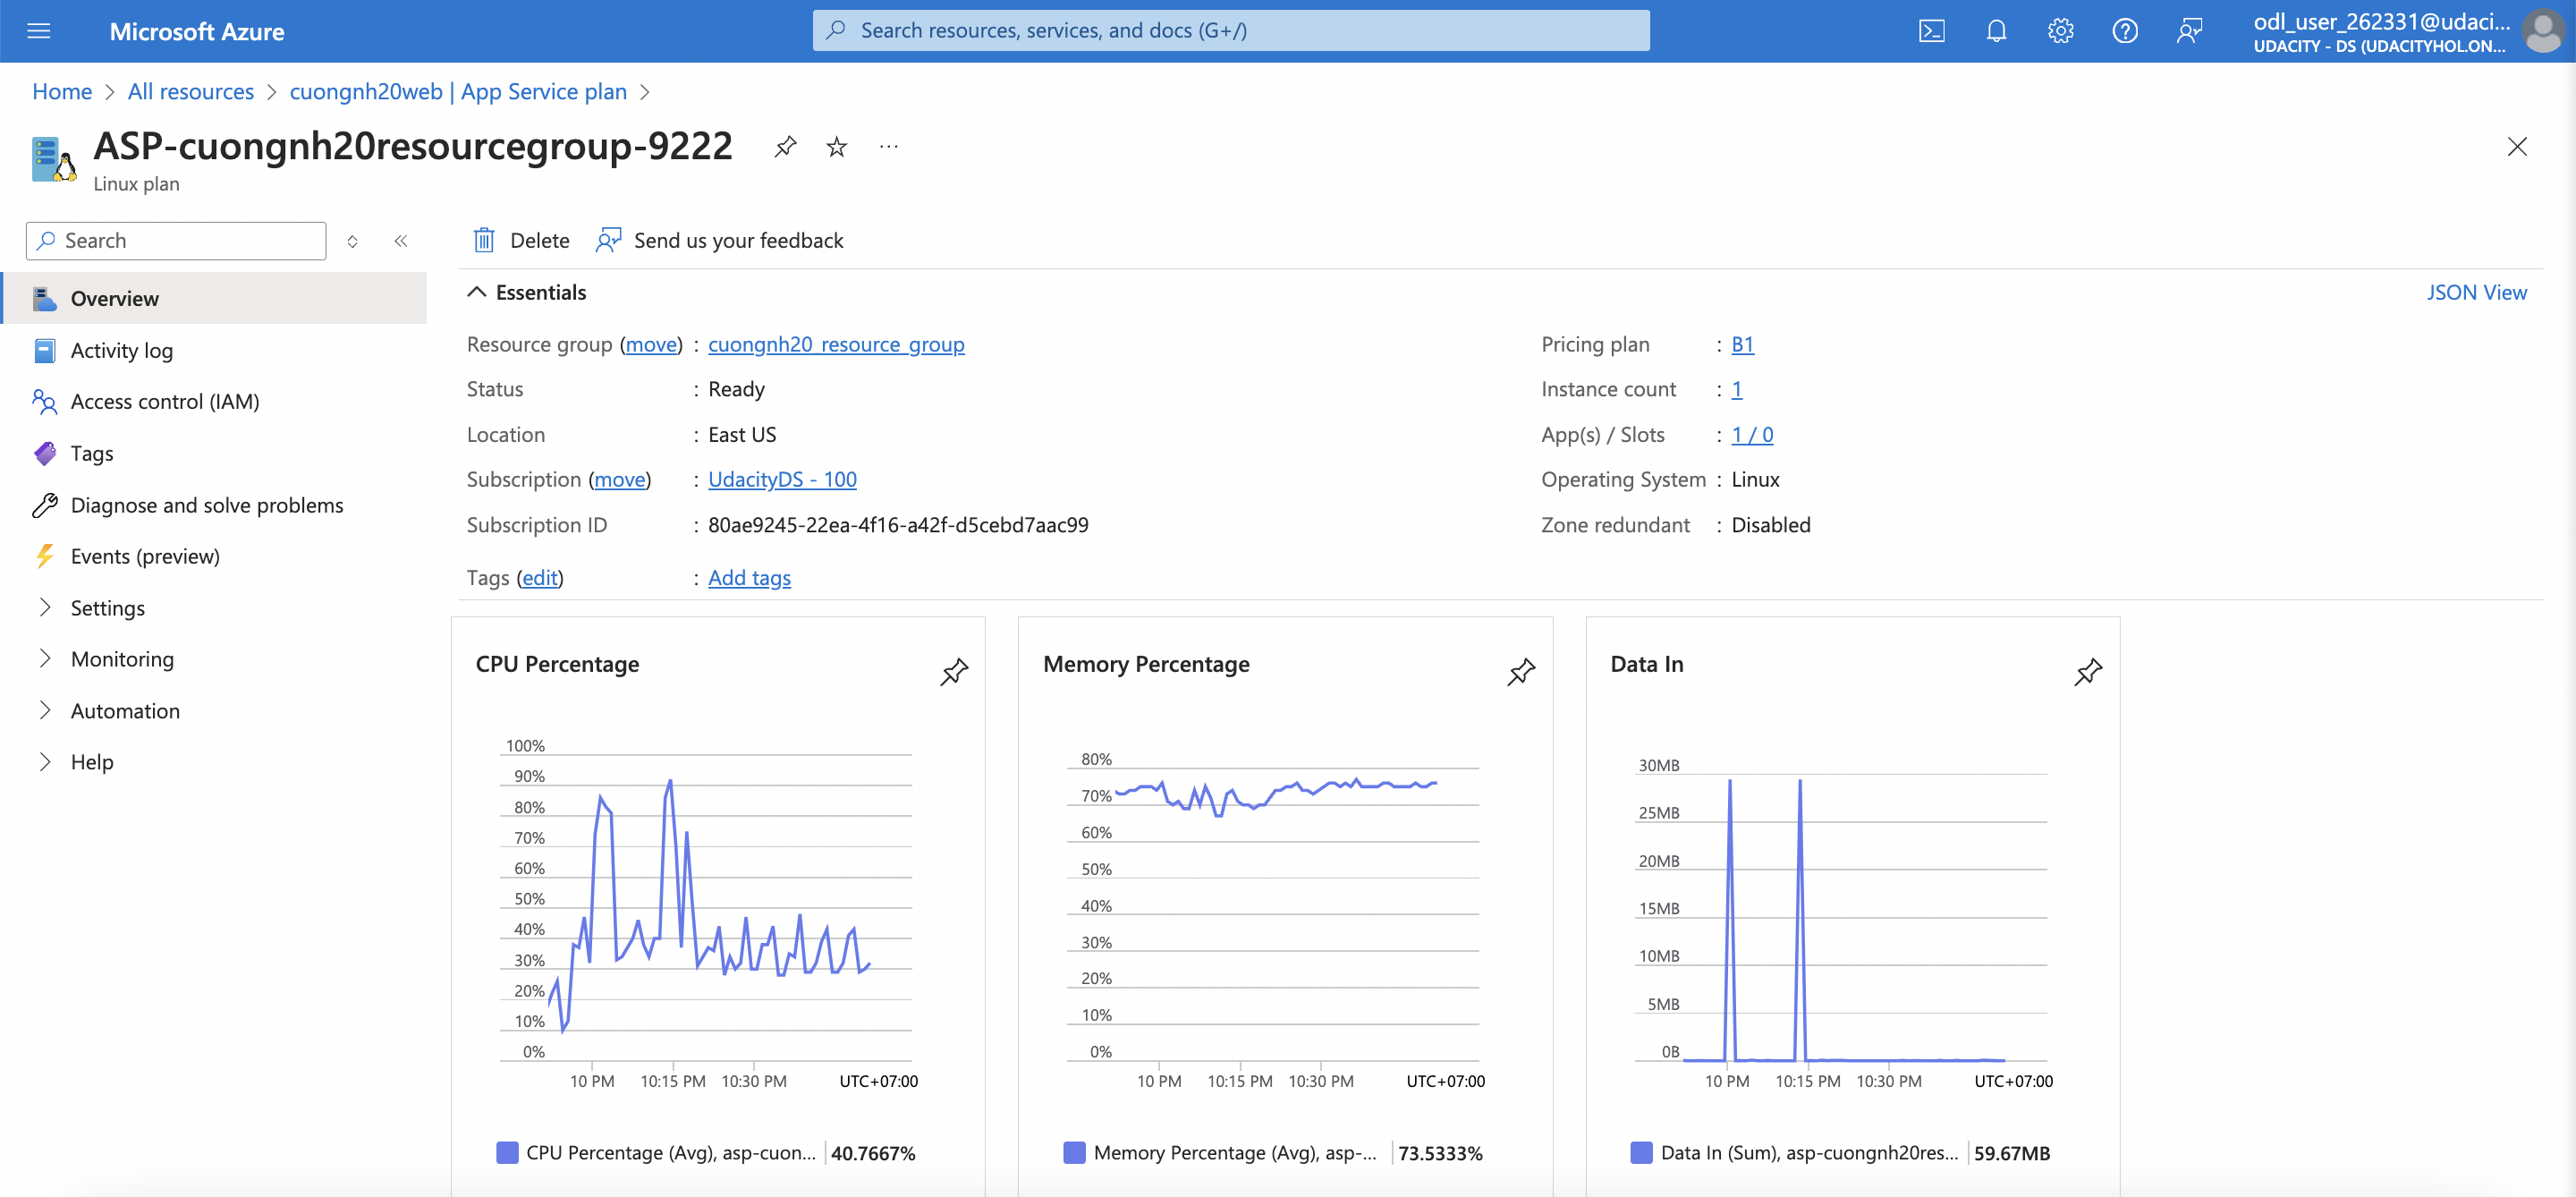 Microsoft Azure
Search resources, services, and docs (G+/)
odl_user_262331@udaci...
UDACITY - DS (UDACITYHOL.ON...
Home > All resources > cuongnh20web | App Service plan >
ASP-cuongnh20resourcegroup-9222
Linux plan
Search
Overview
Activity log
Access control (IAM)
Tags
Diagnose and solve problems
Events (preview)
Settings
Monitoring
Automation
Help
Delete
Send us your feedback
Essentials
JSON View
Resource group (move) : cuongnh20_resource_group
Status : Ready
Location : East US
Subscription (move) : UdacityDS - 100
Subscription ID : 80ae9245-22ea-4f16-a42f-d5cebd7aac99
Tags (edit) : Add tags
Pricing plan : B1
Instance count : 1
App(s) / Slots : 1 / 0
Operating System : Linux
Zone redundant : Disabled
CPU Percentage
100%
90%
80%
70%
60%
50%
40%
30%
20%
10%
0%
10 PM 10:15 PM 10:30 PM UTC+07:00
CPU Percentage (Avg), asp-cuon... 40.7667%
Memory Percentage
80%
70%
60%
50%
40%
30%
20%
10%
0%
10 PM 10:15 PM 10:30 PM UTC+07:00
Memory Percentage (Avg), asp-... 73.5333%
Data In
30MB
25MB
20MB
15MB
10MB
5MB
0B
10 PM 10:15 PM 10:30 PM UTC+07:00
Data In (Sum), asp-cuongnh20res... 59.67MB